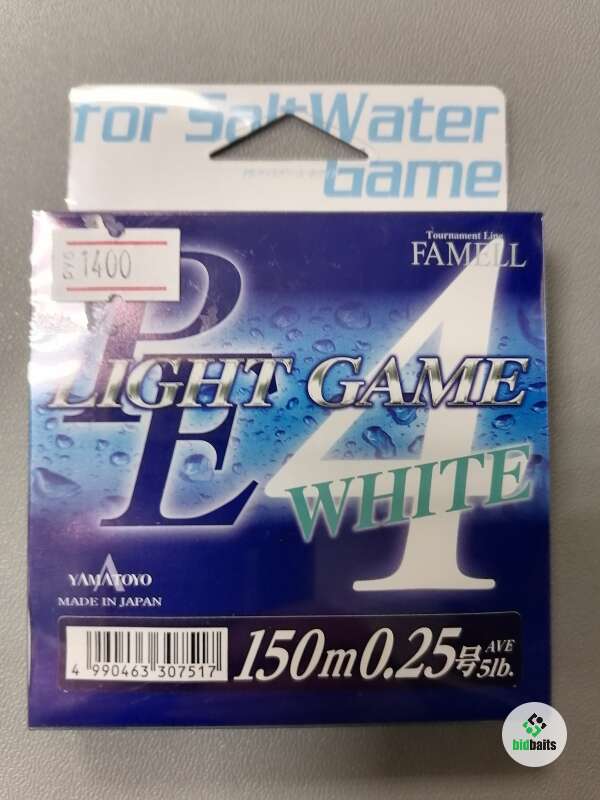 for SaltWater
Game
1400
Tournament Line
FAMELL
PE
4
LIGHT GAME
WHITE
YAMATOYO
MADE IN JAPAN
4 990463 307517
150m 0.25号 AVE 5lb.
bidbaits